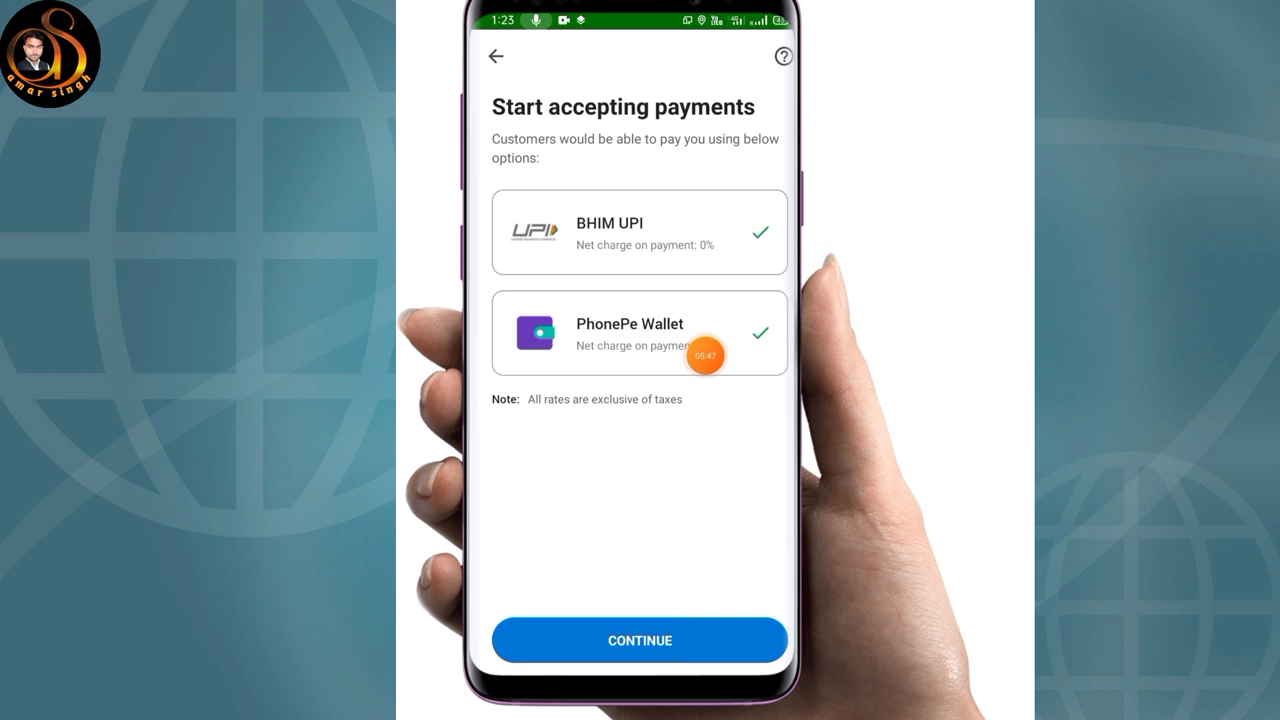 amar singh
1:23
Start accepting payments
Customers would be able to pay you using below
options:
UPI
BHIM UPI
Net charge on payment: 0%
PhonePe Wallet
Net charge on
05:47
Note: All rates are exclusive of taxes
CONTINUE